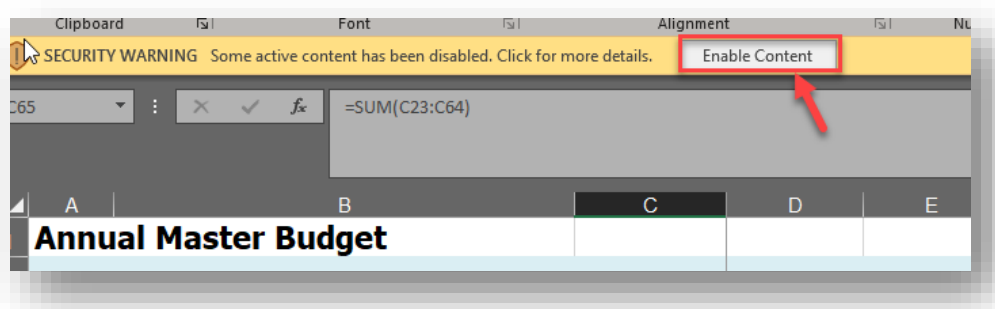 Clipboard Font Alignment Nu
SECURITY WARNING Some active content has been disabled. Click for more details. Enable Content
C65 fx =SUM(C23:C64)
A B C D E
Annual Master Budget